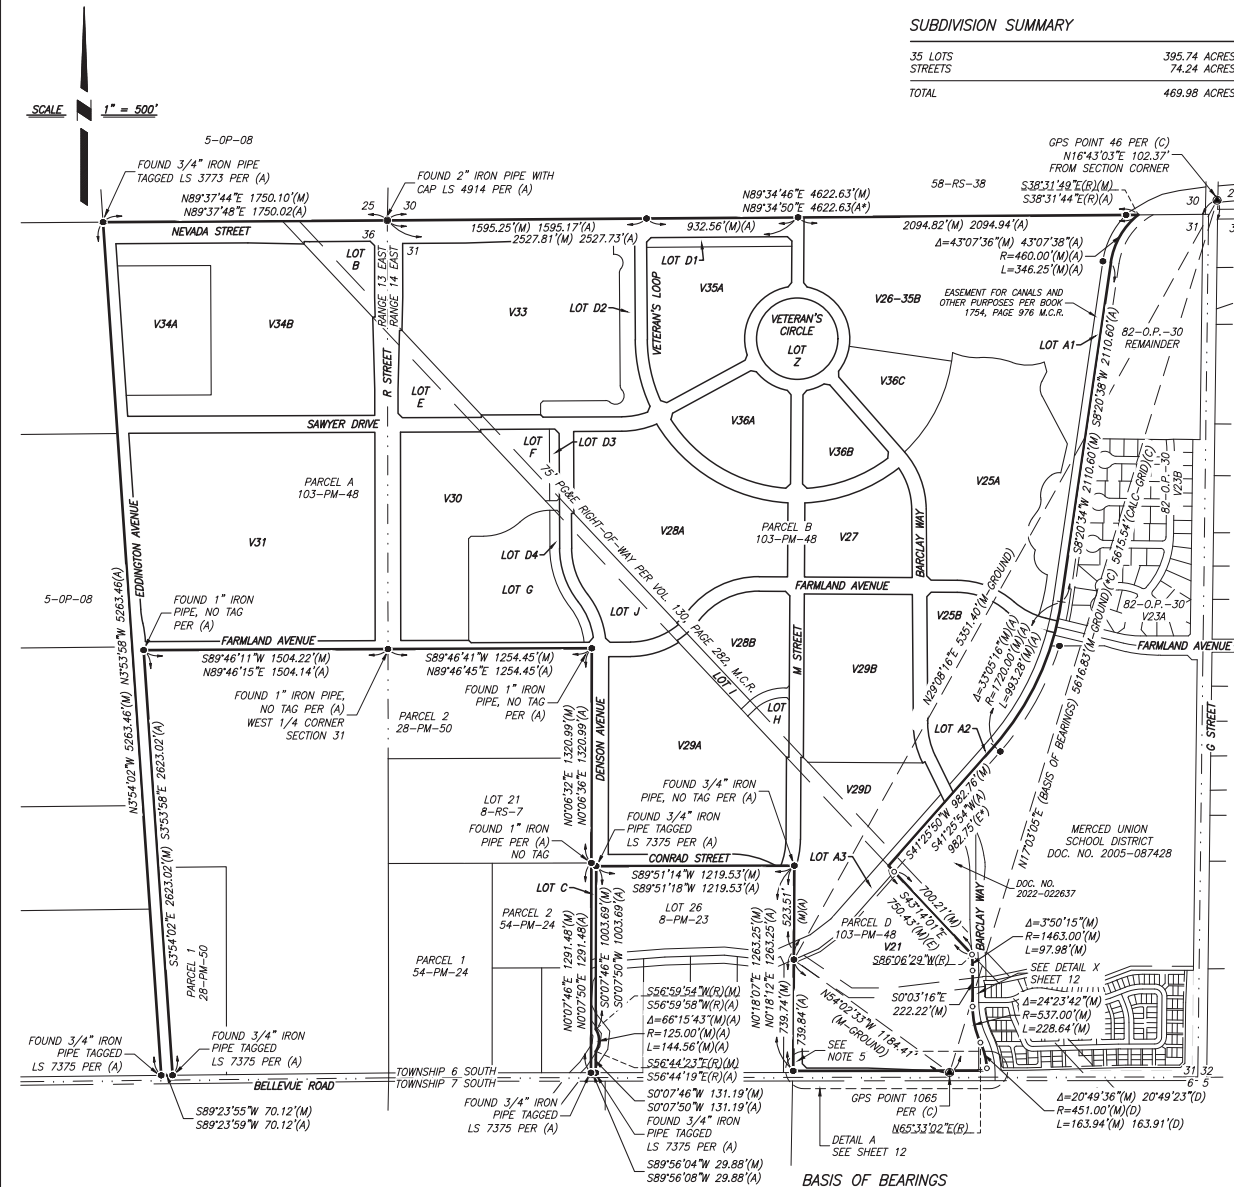 SUBDIVISION SUMMARY
35 LOTS 395.74 ACRES
STREETS 74.24 ACRES
TOTAL 469.98 ACRES
SCALE 1" = 500'
5-OP-08
FOUND 3/4" IRON PIPE
TAGGED LS 3773 PER (A)
FOUND 2" IRON PIPE WITH
CAP LS 4914 PER (A)
GPS POINT 46 PER (C)
N16°43'03"E 102.37'
FROM SECTION CORNER
58-RS-38
S38°31'49"E(R)(M)
S38°31'44"E(R)(A)
N89°37'44"E 1750.10'(M)
N89°37'48"E 1750.02(A)
N89°34'46"E 4622.63'(M)
N89°34'50"E 4622.63(A*)
25 30
36 31
30
31
NEVADA STREET
1595.25'(M) 1595.17'(A)
2527.81'(M) 2527.73'(A)
932.56'(M)(A)
2094.82'(M) 2094.94'(A)
Δ=43°07'36"(M) 43°07'38"(A)
R=460.00'(M)(A)
L=346.25'(M)(A)
EASEMENT FOR CANALS AND
OTHER PURPOSES PER BOOK
1754, PAGE 976 M.C.R.
LOT A1
82-O.P.-30
REMAINDER
LOT
B
RANGE 13 EAST
RANGE 14 EAST
R STREET
V34A
V34B
V33
LOT D1
LOT D2
V35A
VETERAN'S LOOP
VETERAN'S
CIRCLE
LOT
Z
V26-35B
V36C
V36A
V36B
LOT
E
SAWYER DRIVE
LOT
F
LOT D3
S8°20'38"W 2110.60'(A)
S8°20'34"W 2110.60'(M)
5615.54'(CALC-GRID)(C)
82-O.P.-30
V23B
82-O.P.-30
V23A
PARCEL A
103-PM-48
V30
V31
75' PG&E RIGHT-OF-WAY PER VOL. 130, PAGE 282, M.C.R.
V28A
PARCEL B
103-PM-48
V27
V25A
BARCLAY WAY
LOT D4
LOT G
LOT J
FARMLAND AVENUE
V25B
EDDINGTON AVENUE
5-OP-08
FOUND 1" IRON
PIPE, NO TAG
PER (A)
FARMLAND AVENUE
S89°46'11"W 1504.22'(M)
N89°46'15"E 1504.14'(A)
S89°46'41"W 1254.45'(M)
N89°46'45"E 1254.45'(A)
FOUND 1" IRON
PIPE, NO TAG
PER (A)
FOUND 1" IRON PIPE,
NO TAG PER (A)
WEST 1/4 CORNER
SECTION 31
PARCEL 2
28-PM-50
N3°54'02"W 5263.46'(M) N3°53'58"W 5263.46(A)
S3°54'02"E 2623.02'(M) S3°53'58"E 2623.02'(A)
V28B
LOT I
LOT
H
M STREET
V29B
N29°08'16"E 5351.40'(M-GROUND)
Δ=33°05'16"(M)(A)
R=1720.00'(M)(A)
L=993.28'(M)(A)
N17°03'05"E (BASIS OF BEARINGS) 5616.83'(M-GROUND)(*C)
FARMLAND AVENUE
G STREET
LOT A2
V29A
DENSON AVENUE
N0°06'32"E 1320.99'(M)
N0°06'36"E 1320.99'(A)
FOUND 3/4" IRON
PIPE, NO TAG PER (A)
LOT 21
8-RS-7
FOUND 1" IRON
PIPE PER (A)
NO TAG
FOUND 3/4" IRON
PIPE TAGGED
LS 7375 PER (A)
V29D
S41°25'50"W 982.76'(M)
S41°25'54"W(A)
982.75'(E*)
MERCED UNION
SCHOOL DISTRICT
DOC. NO. 2005-087428
DOC. NO.
2022-022637
CONRAD STREET
S89°51'14"W 1219.53'(M)
S89°51'18"W 1219.53'(A)
LOT A3
LOT C
PARCEL 2
54-PM-24
PARCEL 1
54-PM-24
LOT 26
8-PM-23
523.51'
(M)(A)
PARCEL D
103-PM-48
V21
S86°06'29"W(R)
700.21'(M)
S43°14'01"E
750.43'(M)(E)
BARCLAY WAY
Δ=3°50'15"(M)
R=1463.00'(M)
L=97.98'(M)
SEE DETAIL X
SHEET 12
PARCEL 1
28-PM-50
N0°07'46"E 1291.48'(M)
N0°07'50"E 1291.48(A)
S0°07'46"E 1003.69'(M)
S0°07'50"W 1003.69'(A)
N0°18'07"E 1263.25'(M)
N0°18'12"E 1263.25'(A)
S56°59'54"W(R)(M)
S56°59'58"W(R)(A)
Δ=66°15'43"(M)(A)
R=125.00'(M)(A)
L=144.56'(M)(A)
S56°44'23"E(R)(M)
S56°44'19"E(R)(A)
739.74'(M)
739.84'(A)
N54°02'33"W 1184.41'
(M-GROUND)
S0°03'16"E
222.22'(M)
Δ=24°23'42"(M)
R=537.00'(M)
L=228.64'(M)
SEE
NOTE 5
FOUND 3/4" IRON
PIPE TAGGED
LS 7375 PER (A)
FOUND 3/4" IRON
PIPE TAGGED
LS 7375 PER (A)
TOWNSHIP 6 SOUTH
TOWNSHIP 7 SOUTH
BELLEVUE ROAD
31 32
6 5
S89°23'55"W 70.12'(M)
S89°23'59"W 70.12'(A)
FOUND 3/4" IRON
PIPE TAGGED
LS 7375 PER (A)
S0°07'46"W 131.19'(M)
S0°07'50"W 131.19'(A)
FOUND 3/4" IRON
PIPE TAGGED
LS 7375 PER (A)
S89°56'04"W 29.88'(M)
S89°56'08"W 29.88'(A)
GPS POINT 1065
PER (C)
N65°33'02"E(R)
Δ=20°49'36"(M) 20°49'23"(D)
R=451.00'(M)(D)
L=163.94'(M) 163.91'(D)
DETAIL A
SEE SHEET 12
BASIS OF BEARINGS